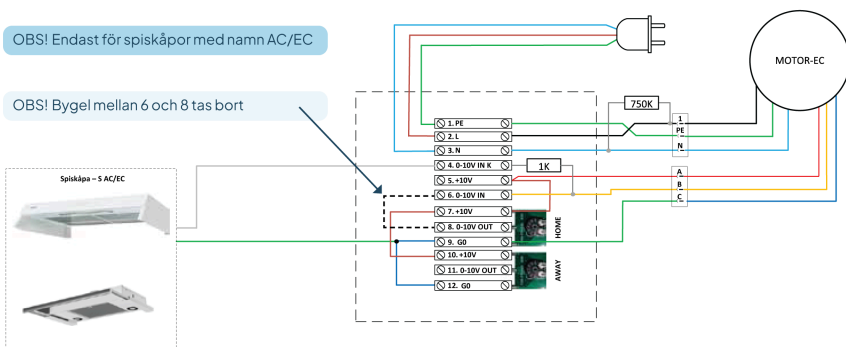 OBS! Endast för spiskåpor med namn AC/EC
OBS! Bygel mellan 6 och 8 tas bort
Spiskåpa – S AC/EC
1. PE
2. L
3. N
4. 0-10V IN K
5. +10V
6. 0-10V IN
7. +10V
8. 0-10V OUT
9. G0
10. +10V
11. 0-10V OUT
12. G0
HOME
AWAY
1K
750K
1
PE
N
A
B
C
MOTOR-EC